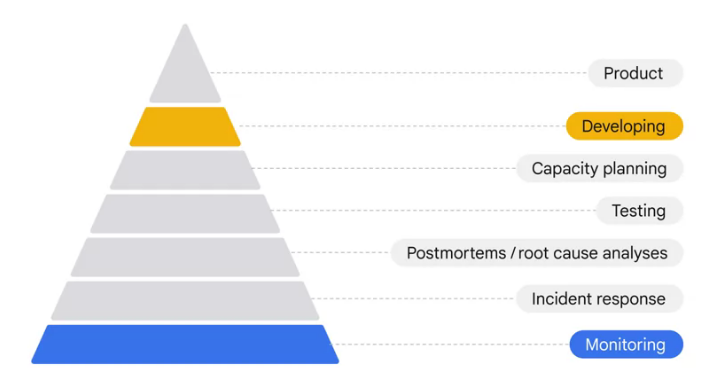 Product
Developing
Capacity planning
Testing
Postmortems / root cause analyses
Incident response
Monitoring